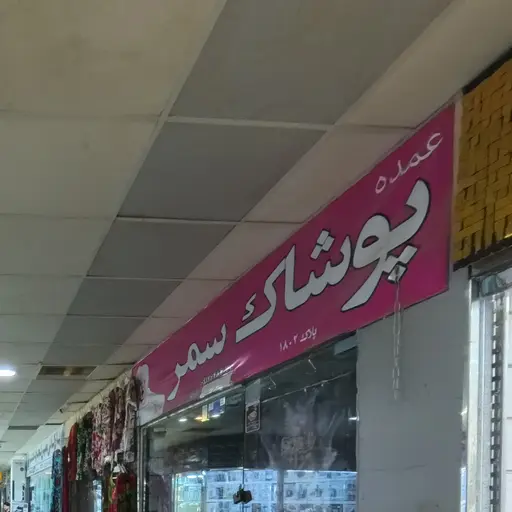 عمده
پوشاک سمر
پلاک ۱۸۰۲